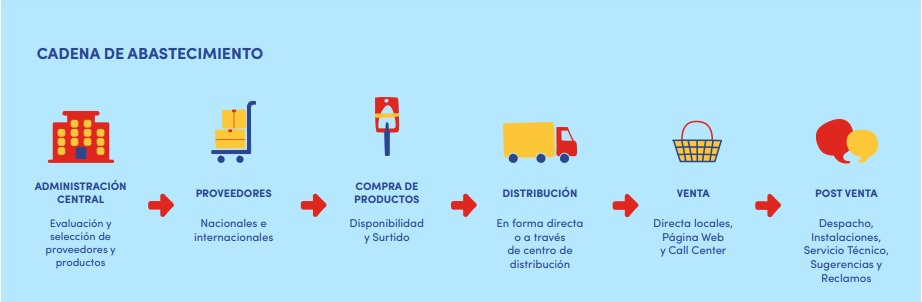 CADENA DE ABASTECIMIENTO
ADMINISTRACIÓN
CENTRAL
Evaluación y
selección de
proveedores y
productos
PROVEEDORES
Nacionales e
internacionales
COMPRA DE
PRODUCTOS
Disponibilidad
y Surtido
DISTRIBUCIÓN
En forma directa
o a través
de centro de
distribución
VENTA
Directa locales,
Página Web
y Call Center
POST VENTA
Despacho,
Instalaciones,
Servicio Técnico,
Sugerencias y
Reclamos